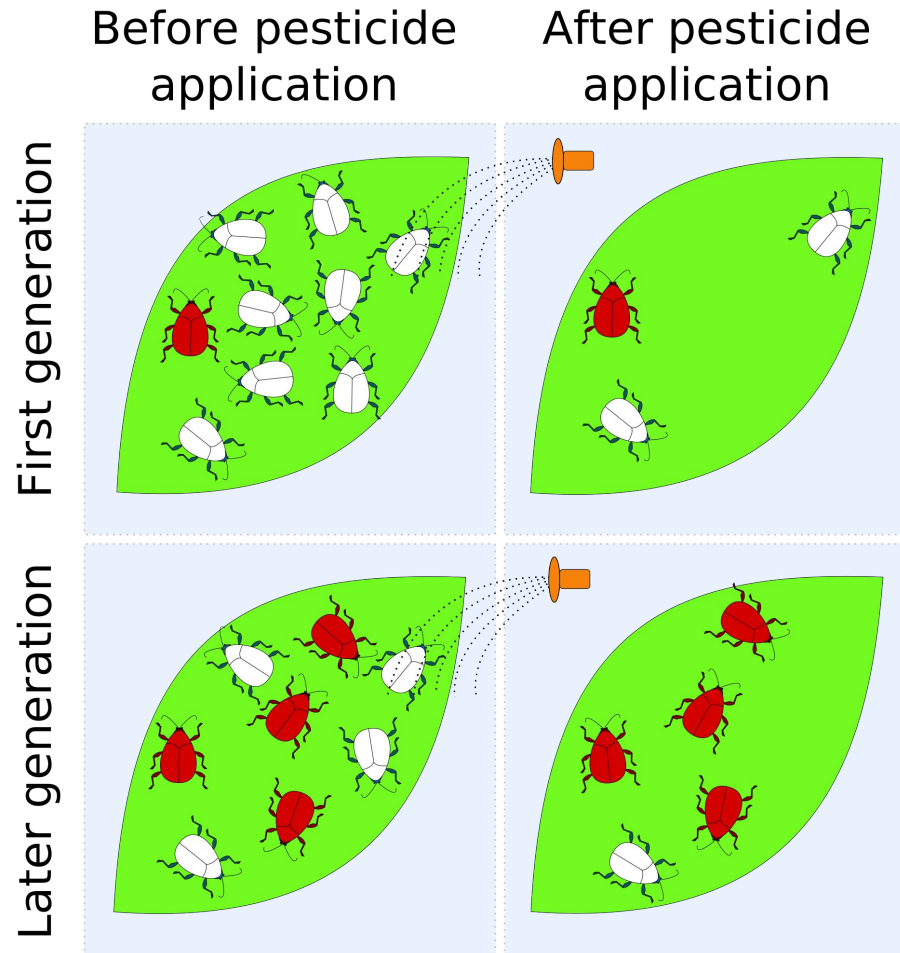 Before pesticide
application
After pesticide
application
First generation
Later generation